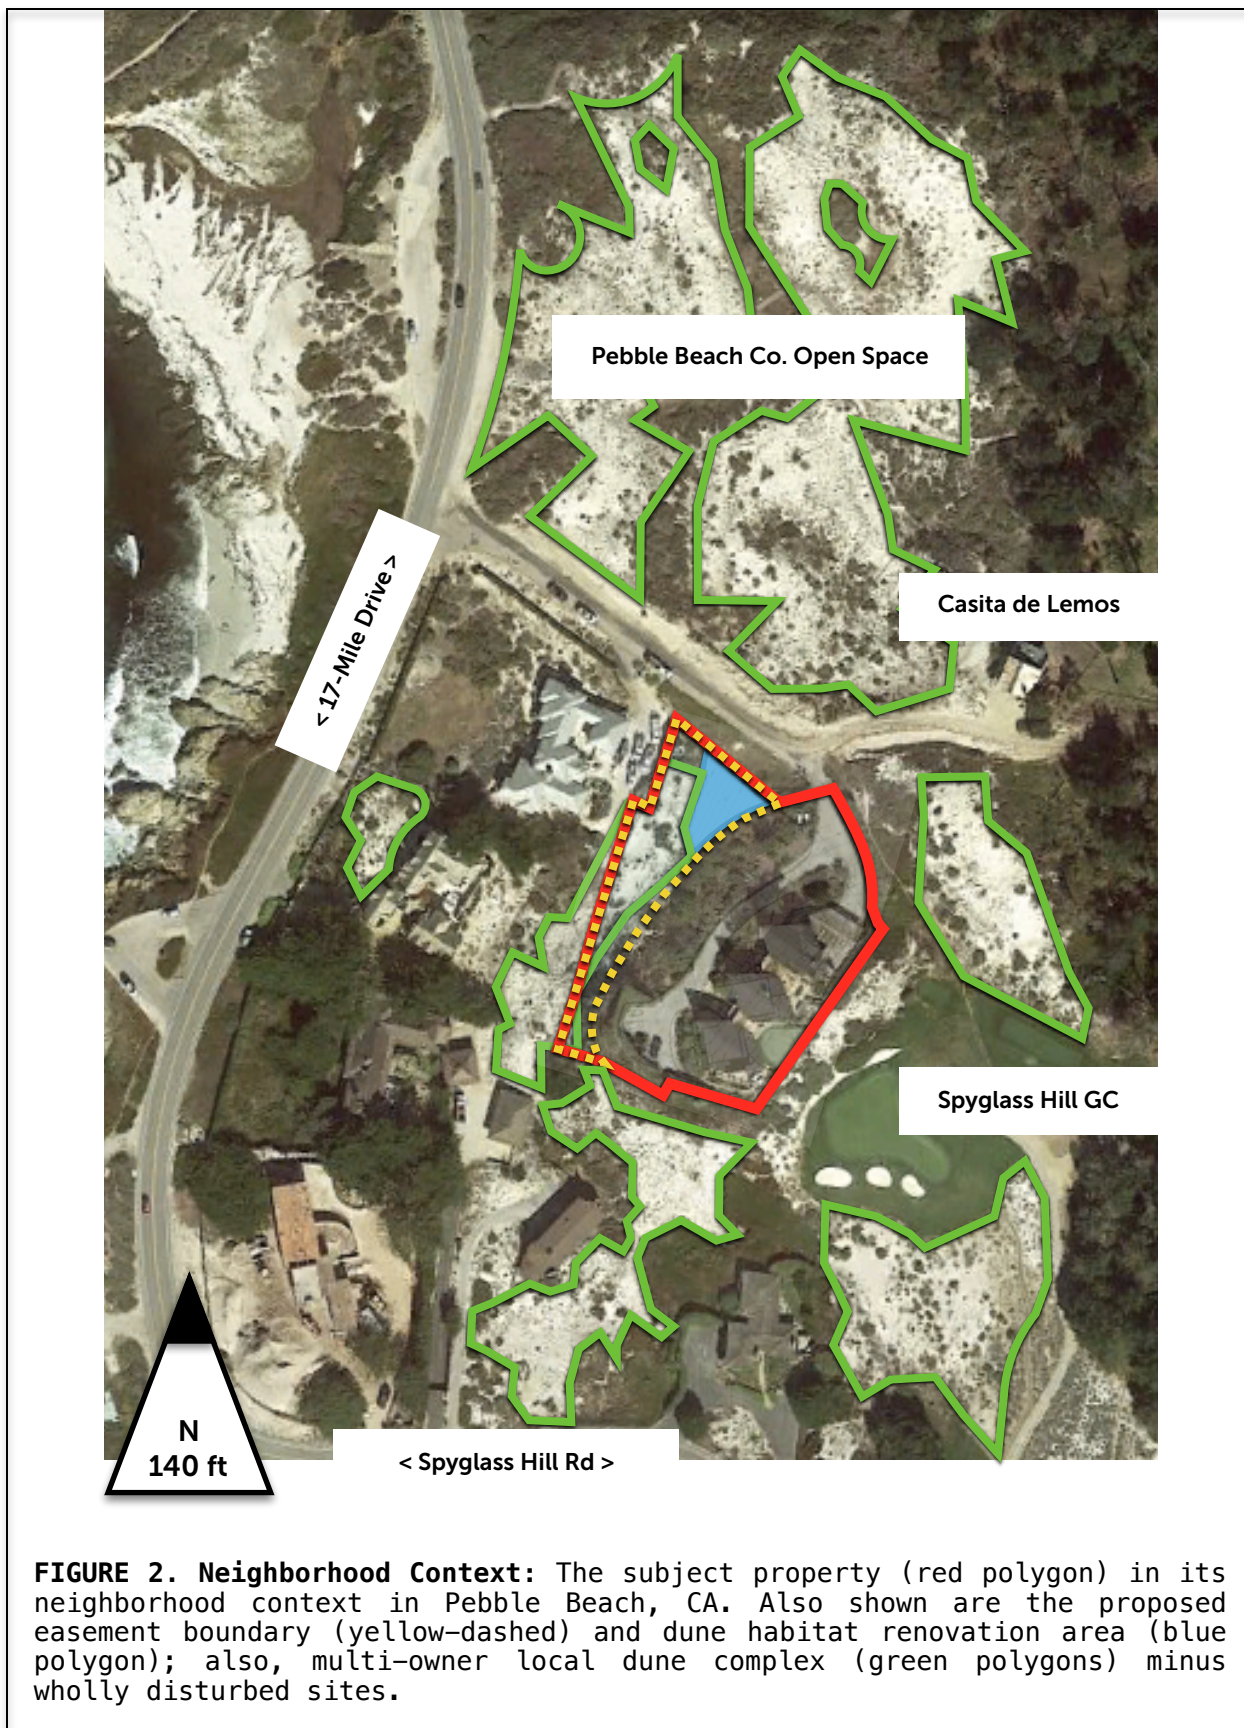 Pebble Beach Co. Open Space
< 17-Mile Drive >
Casita de Lemos
Spyglass Hill GC
N
140 ft
< Spyglass Hill Rd >
FIGURE 2. Neighborhood Context: The subject property (red polygon) in its
neighborhood context in Pebble Beach, CA. Also shown are the proposed
easement boundary (yellow-dashed) and dune habitat renovation area (blue
polygon); also, multi-owner local dune complex (green polygons) minus
wholly disturbed sites.